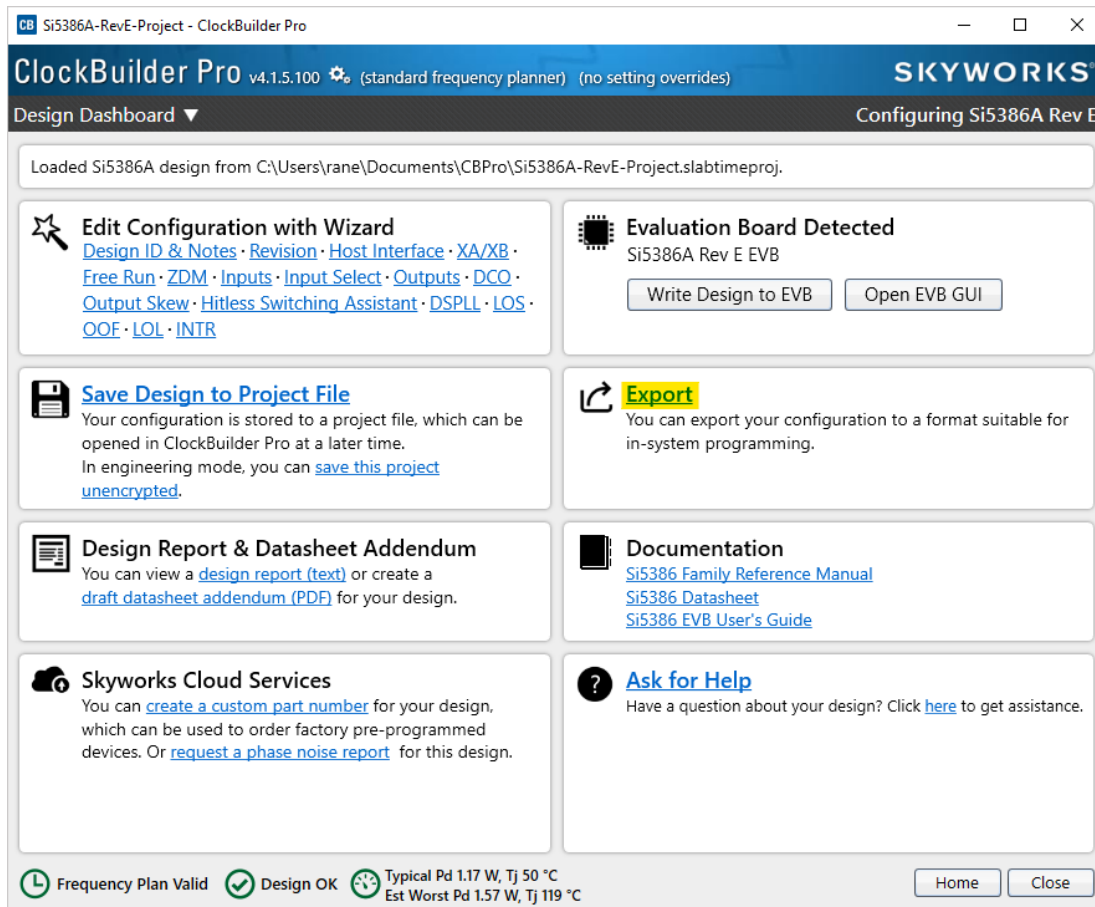 CB Si5386A-RevE-Project - ClockBuilder Pro
ClockBuilder Pro v4.1.5.100 (standard frequency planner) (no setting overrides) SKYWORKS®
Design Dashboard ▼ Configuring Si5386A Rev E
Loaded Si5386A design from C:\Users\rane\Documents\CBPro\Si5386A-RevE-Project.slabtimeproj.
Edit Configuration with Wizard
Design ID & Notes · Revision · Host Interface · XA/XB ·
Free Run · ZDM · Inputs · Input Select · Outputs · DCO ·
Output Skew · Hitless Switching Assistant · DSPLL · LOS ·
OOF · LOL · INTR
Evaluation Board Detected
Si5386A Rev E EVB
Write Design to EVB Open EVB GUI
Save Design to Project File
Your configuration is stored to a project file, which can be
opened in ClockBuilder Pro at a later time.
In engineering mode, you can save this project
unencrypted.
Export
You can export your configuration to a format suitable for
in-system programming.
Design Report & Datasheet Addendum
You can view a design report (text) or create a
draft datasheet addendum (PDF) for your design.
Documentation
Si5386 Family Reference Manual
Si5386 Datasheet
Si5386 EVB User's Guide
Skyworks Cloud Services
You can create a custom part number for your design,
which can be used to order factory pre-programmed
devices. Or request a phase noise report for this design.
? Ask for Help
Have a question about your design? Click here to get assistance.
Frequency Plan Valid Design OK Typical Pd 1.17 W, Tj 50 °C
Est Worst Pd 1.57 W, Tj 119 °C
Home Close